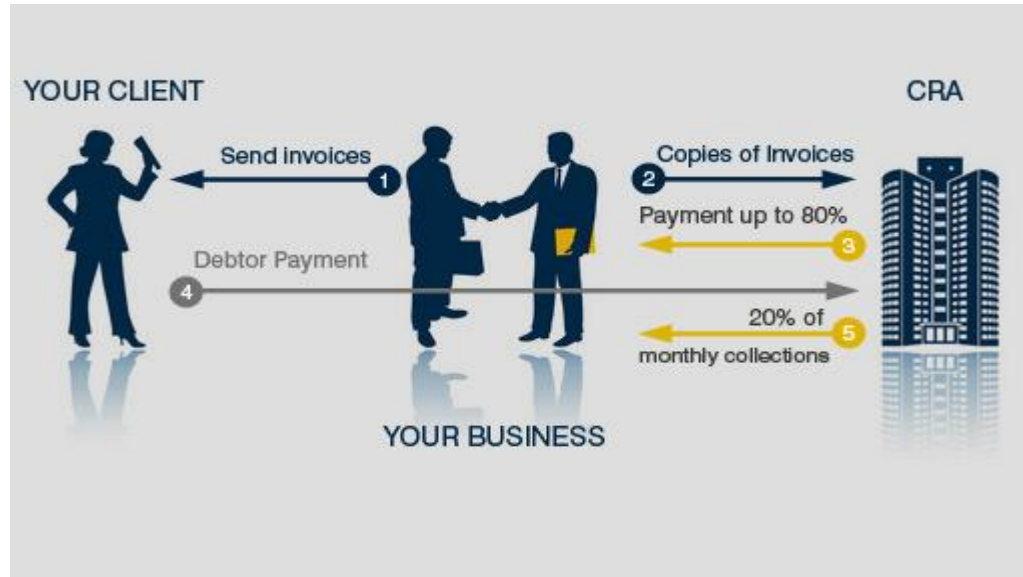 YOUR CLIENT
CRA
Send invoices
1
2
Copies of Invoices
Payment up to 80%
3
Debtor Payment
4
20% of
5
monthly collections
YOUR BUSINESS